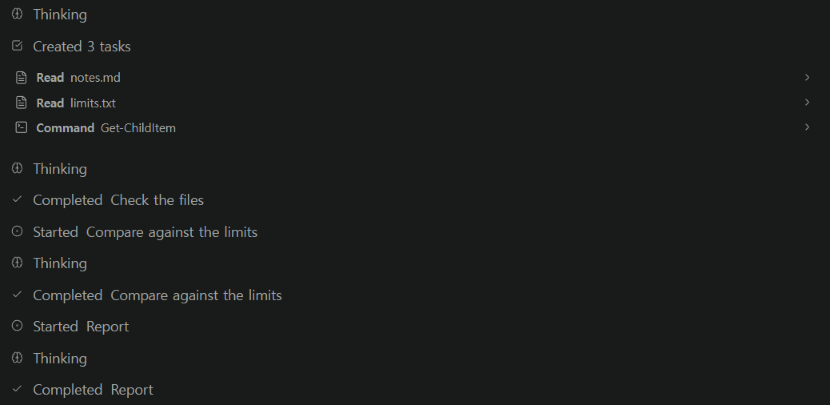 Thinking
Created 3 tasks
Read notes.md
Read limits.txt
Command Get-ChildItem
Thinking
Completed Check the files
Started Compare against the limits
Thinking
Completed Compare against the limits
Started Report
Thinking
Completed Report